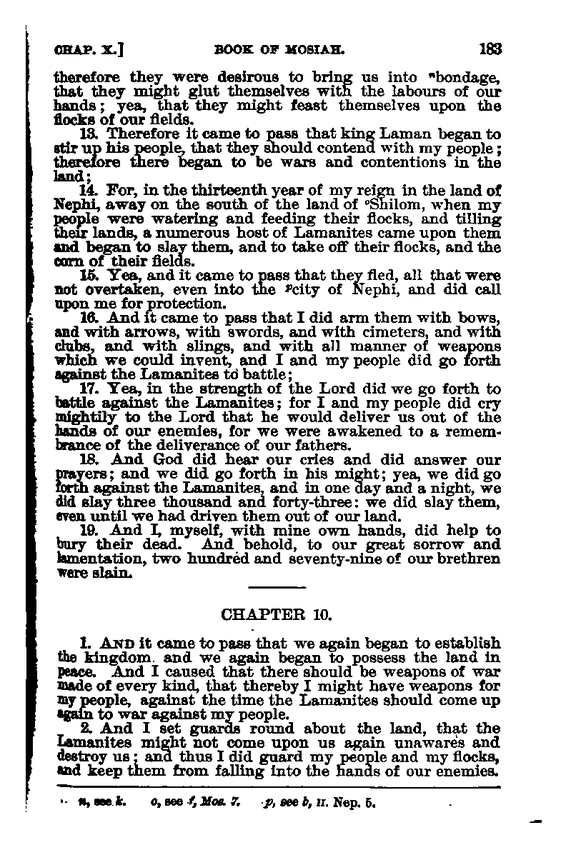 CHAP. X.] BOOK OF MOSIAH. 183
therefore they were desirous to bring us into ⁿbondage,
that they might glut themselves with the labours of our
hands; yea, that they might feast themselves upon the
flocks of our fields.
13. Therefore it came to pass that king Laman began to
stir up his people, that they should contend with my people;
therefore there began to be wars and contentions in the
land;
14. For, in the thirteenth year of my reign in the land of
Nephi, away on the south of the land of ᵒShilom, when my
people were watering and feeding their flocks, and tilling
their lands, a numerous host of Lamanites came upon them
and began to slay them, and to take off their flocks, and the
corn of their fields.
15. Yea, and it came to pass that they fled, all that were
not overtaken, even into the ᵖcity of Nephi, and did call
upon me for protection.
16. And it came to pass that I did arm them with bows,
and with arrows, with swords, and with cimeters, and with
clubs, and with slings, and with all manner of weapons
which we could invent, and I and my people did go forth
against the Lamanites to battle;
17. Yea, in the strength of the Lord did we go forth to
battle against the Lamanites; for I and my people did cry
mightily to the Lord that he would deliver us out of the
hands of our enemies, for we were awakened to a remem-
brance of the deliverance of our fathers.
18. And God did hear our cries and did answer our
prayers; and we did go forth in his might; yea, we did go
forth against the Lamanites, and in one day and a night, we
did slay three thousand and forty-three: we did slay them,
even until we had driven them out of our land.
19. And I, myself, with mine own hands, did help to
bury their dead. And behold, to our great sorrow and
lamentation, two hundred and seventy-nine of our brethren
were slain.
CHAPTER 10.
1. AND it came to pass that we again began to establish
the kingdom. and we again began to possess the land in
peace. And I caused that there should be weapons of war
made of every kind, that thereby I might have weapons for
my people, against the time the Lamanites should come up
again to war against my people.
2. And I set guards round about the land, that the
Lamanites might not come upon us again unawares and
destroy us; and thus I did guard my people and my flocks,
and keep them from falling into the hands of our enemies.
n, see k. o, see f, Mos. 7. p, see b, II. Nep. 5.